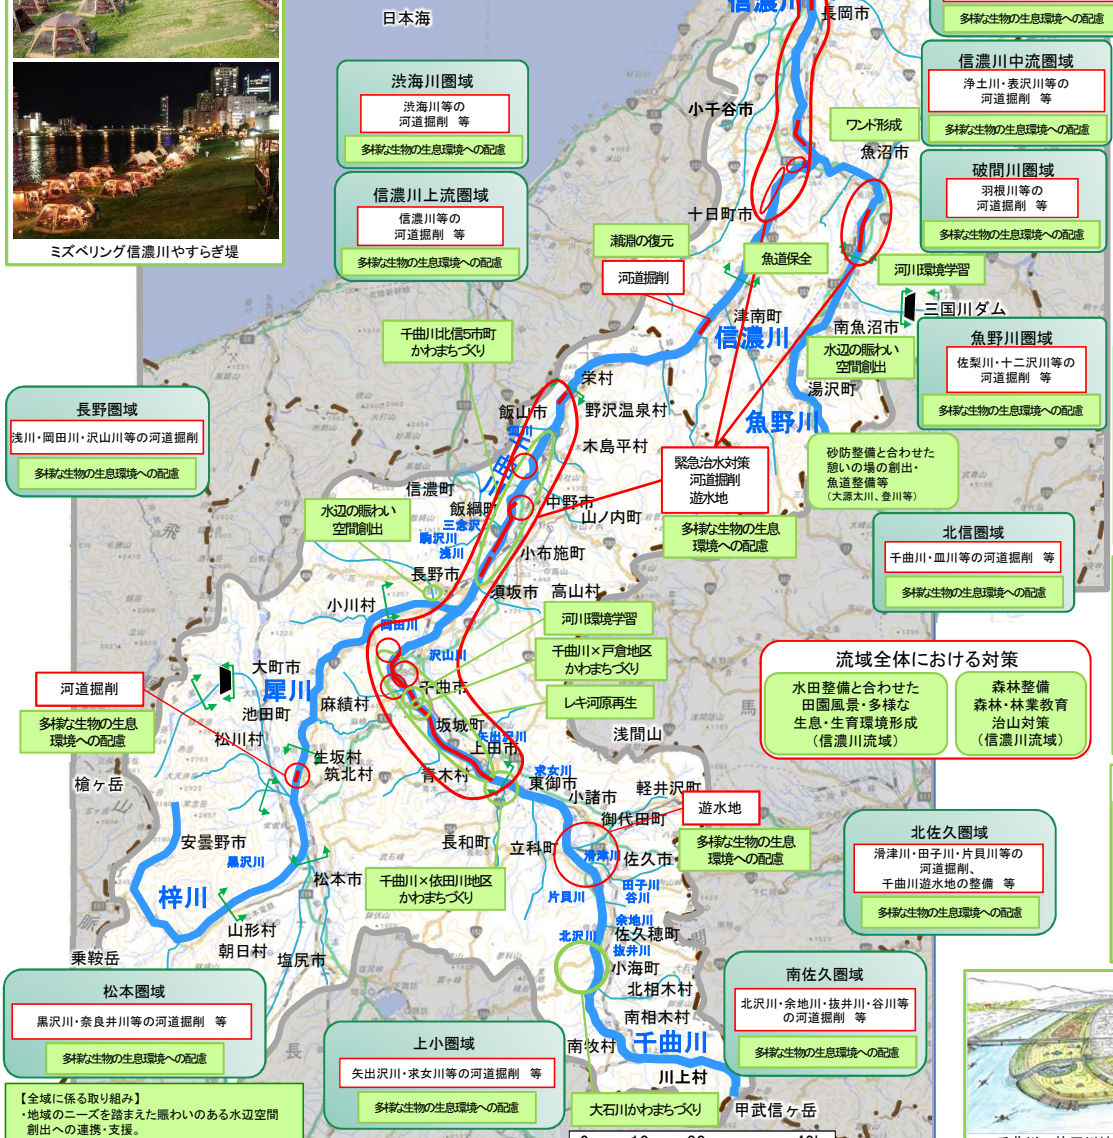 日本海
信濃川
長岡市
多様な生物の生息環境への配慮
ミズベリング信濃川やすらぎ堤
渋海川圏域
渋海川等の
河道掘削 等
多様な生物の生息環境への配慮
信濃川上流圏域
信濃川等の
河道掘削 等
多様な生物の生息環境への配慮
小千谷市
ワンド形成
魚沼市
信濃川中流圏域
浄土川・表沢川等の
河道掘削 等
多様な生物の生息環境への配慮
破間川圏域
羽根川等の
河道掘削 等
多様な生物の生息環境への配慮
十日町市
瀬淵の復元
河道掘削
魚道保全
河川環境学習
三国川ダム
津南町
信濃川
南魚沼市
水辺の賑わい
空間創出
湯沢町
魚野川
魚野川圏域
佐梨川・十二沢川等の
河道掘削 等
多様な生物の生息環境への配慮
千曲川北信5市町
かわまちづくり
栄村
飯山市
野沢温泉村
木島平村
長野圏域
浅川・岡田川・沢山川等の河道掘削
多様な生物の生息環境への配慮
緊急治水対策
河道掘削
遊水地
多様な生物の生息
環境への配慮
砂防整備と合わせた
憩いの場の創出・
魚道整備等
(大源太川、登川等)
信濃町
飯綱町
中野市
山ノ内町
三念沢
駒沢川
浅川
水辺の賑わい
空間創出
小布施町
長野市
須坂市
高山村
北信圏域
千曲川・皿川等の河道掘削 等
多様な生物の生息環境への配慮
小川村
岡田川
沢山川
河川環境学習
千曲川×戸倉地区
かわまちづくり
レキ河原再生
流域全体における対策
水田整備と合わせた
田園風景・多様な
生息・生育環境形成
(信濃川流域)
森林整備
森林・林業教育
治山対策
(信濃川流域)
河道掘削
多様な生物の生息
環境への配慮
大町市
犀川
池田町
松川村
麻績村
千曲市
坂城町
矢出沢川
上田市
浅間山
生坂村
筑北村
青木村
求女川
東御市
小諸市
軽井沢町
御代田町
槍ヶ岳
遊水地
多様な生物の生息
環境への配慮
安曇野市
長和町
立科町
滑津川
佐久市
黒沢川
松本市
梓川
千曲川×依田川地区
かわまちづくり
片貝川
田子川
谷川
北佐久圏域
滑津川・田子川・片貝川等の
河道掘削、
千曲川遊水地の整備 等
多様な生物の生息環境への配慮
山形村
朝日村
乗鞍岳
塩尻市
余地川
北沢川
佐久穂町
抜井川
小海町
北相木村
南相木村
南牧村
千曲川
川上村
甲武信ヶ岳
松本圏域
黒沢川・奈良井川等の河道掘削 等
多様な生物の生息環境への配慮
上小圏域
矢出沢川・求女川等の河道掘削 等
多様な生物の生息環境への配慮
南佐久圏域
北沢川・余地川・抜井川・谷川等
の河道掘削 等
多様な生物の生息環境への配慮
大石川かわまちづくり
【全域に係る取り組み】
・地域のニーズを踏まえた賑わいのある水辺空間
創出への連携・支援。